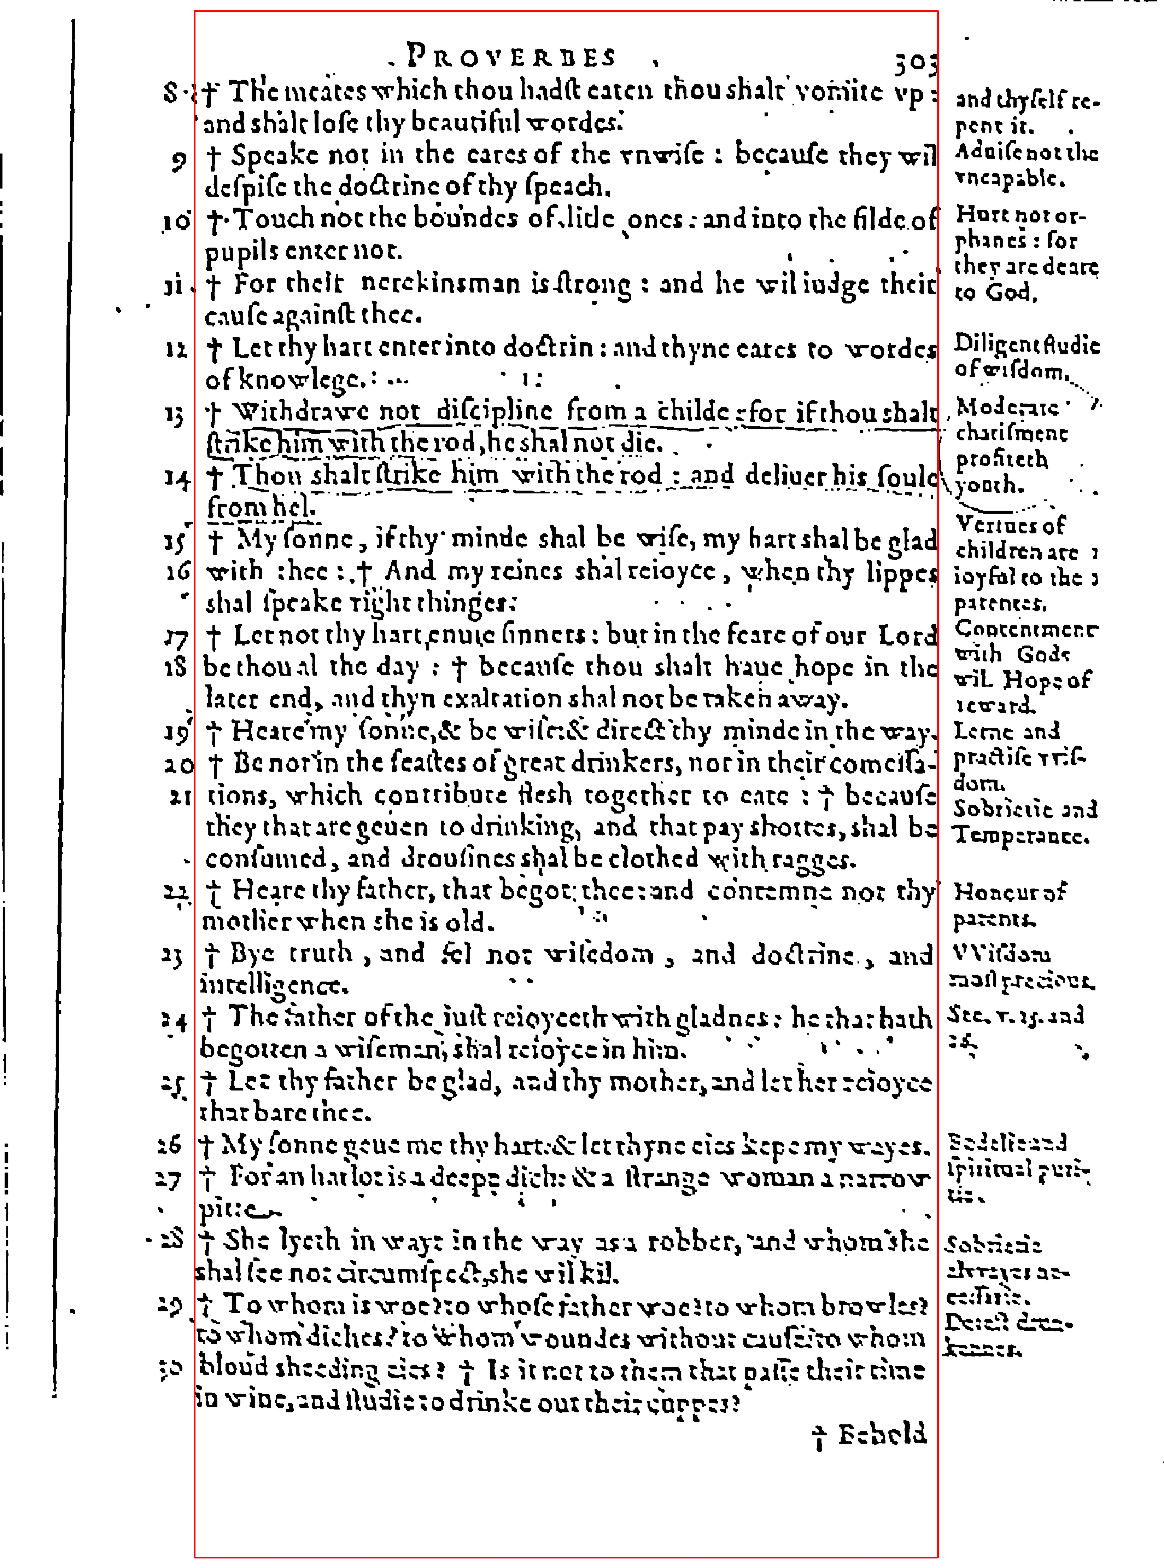 PROVERBES 303
8 † The meates which thou hadſt eaten thou shalt vomite vp:
and shalt loſe thy beautiful wordes.
9 † Speake not in the eares of the vnwiſe: becauſe they wil
deſpiſe the doctrine of thy ſpeach.
10 † Touch not the boundes of litle ones: and into the filde of
pupils enter not.
11 † For their nerekinsman is ſtrong: and he wil iudge their
cauſe againſt thee.
12 † Let thy hart enter into doctrin: and thyne eares to wordes
of knowlege.
13 † Withdrawe not diſcipline from a childe: for if thou shalt
ſtrike him with the rod, he shal not die.
14 † Thou shalt ſtrike him with the rod: and deliuer his ſoule
from hel.
15 † My ſonne, if thy minde shal be wiſe, my hart shal be glad
16 with thee: † And my reines shal reioyce, when thy lippes
shal ſpeake right thinges.
17 † Let not thy hart enuie ſinners: but in the feare of our Lord
18 be thou al the day: † becauſe thou shalt haue hope in the
later end, and thyn exaltation shal not be taken away.
19 † Heare my ſonne, & be wiſe: & direct thy minde in the way.
20 † Be not in the feaſtes of great drinkers, nor in their comeſſa-
21 tions, which contribute flesh together to eate: † becauſe
they that are geuen to drinking, and that pay shottes, shal be
conſumed, and drouſines shal be clothed with ragges.
22 † Heare thy father, that begot thee: and contemne not thy
mother when she is old.
23 † Bye truth, and ſel not wiſedom, and doctrine, and
intelligence.
24 † The father of the iuſt reioyceth with gladnes: he that hath
begotten a wiſeman, shal reioyce in him.
25 † Let thy father be glad, and thy mother, and let her reioyce
that bare thee.
26 † My ſonne geue me thy hart: & let thyne eies kepe my wayes.
27 † For an harlot is a deepe dich: & a ſtrange woman a narrow
pitte.
28 † She lyeth in wayt in the way as a robber, and whom she
shal ſee not circumſpect, she wil kil.
29 † To whom is woe? to whoſe father woe? to whom brawles?
to whom diches? to whom woundes without cauſe? to whom
30 bloud sheeding eies? † Is it not to them that paſſe their time
in wine, and ſtudie to drinke out their cuppes?
† Behold
and thyſelf re-
pent it.
Aduiſe not the
vncapable.
Hurt not or-
phanes: for
they are deare
to God.
Diligent ſtudie
of wiſdom.
Moderate
chaſtiſment
profiteth
youth.
Vertues of
children are
ioyful to the
parentes.
Contentment
with Gods
wil. Hope of
reward.
Lerne and
practiſe wiſ-
dom.
Sobrietie and
Temperance.
Honour of
parents.
VViſdom
moſt precious.
See. v. 15. and
16.
Fidelitie and
ſpiritual puri-
tie.
Sobrietie
alwayes ne-
ceſſarie.
Deteſt drun-
kennes.